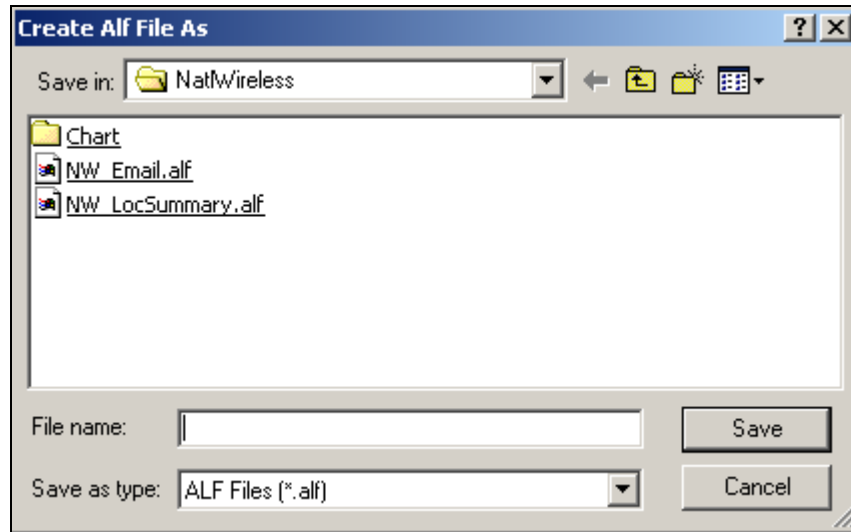 Create Alf File As
Save in: NatlWireless
Chart
NW_Email.alf
NW_LocSummary.alf
File name:
Save
Save as type: ALF Files (*.alf)
Cancel